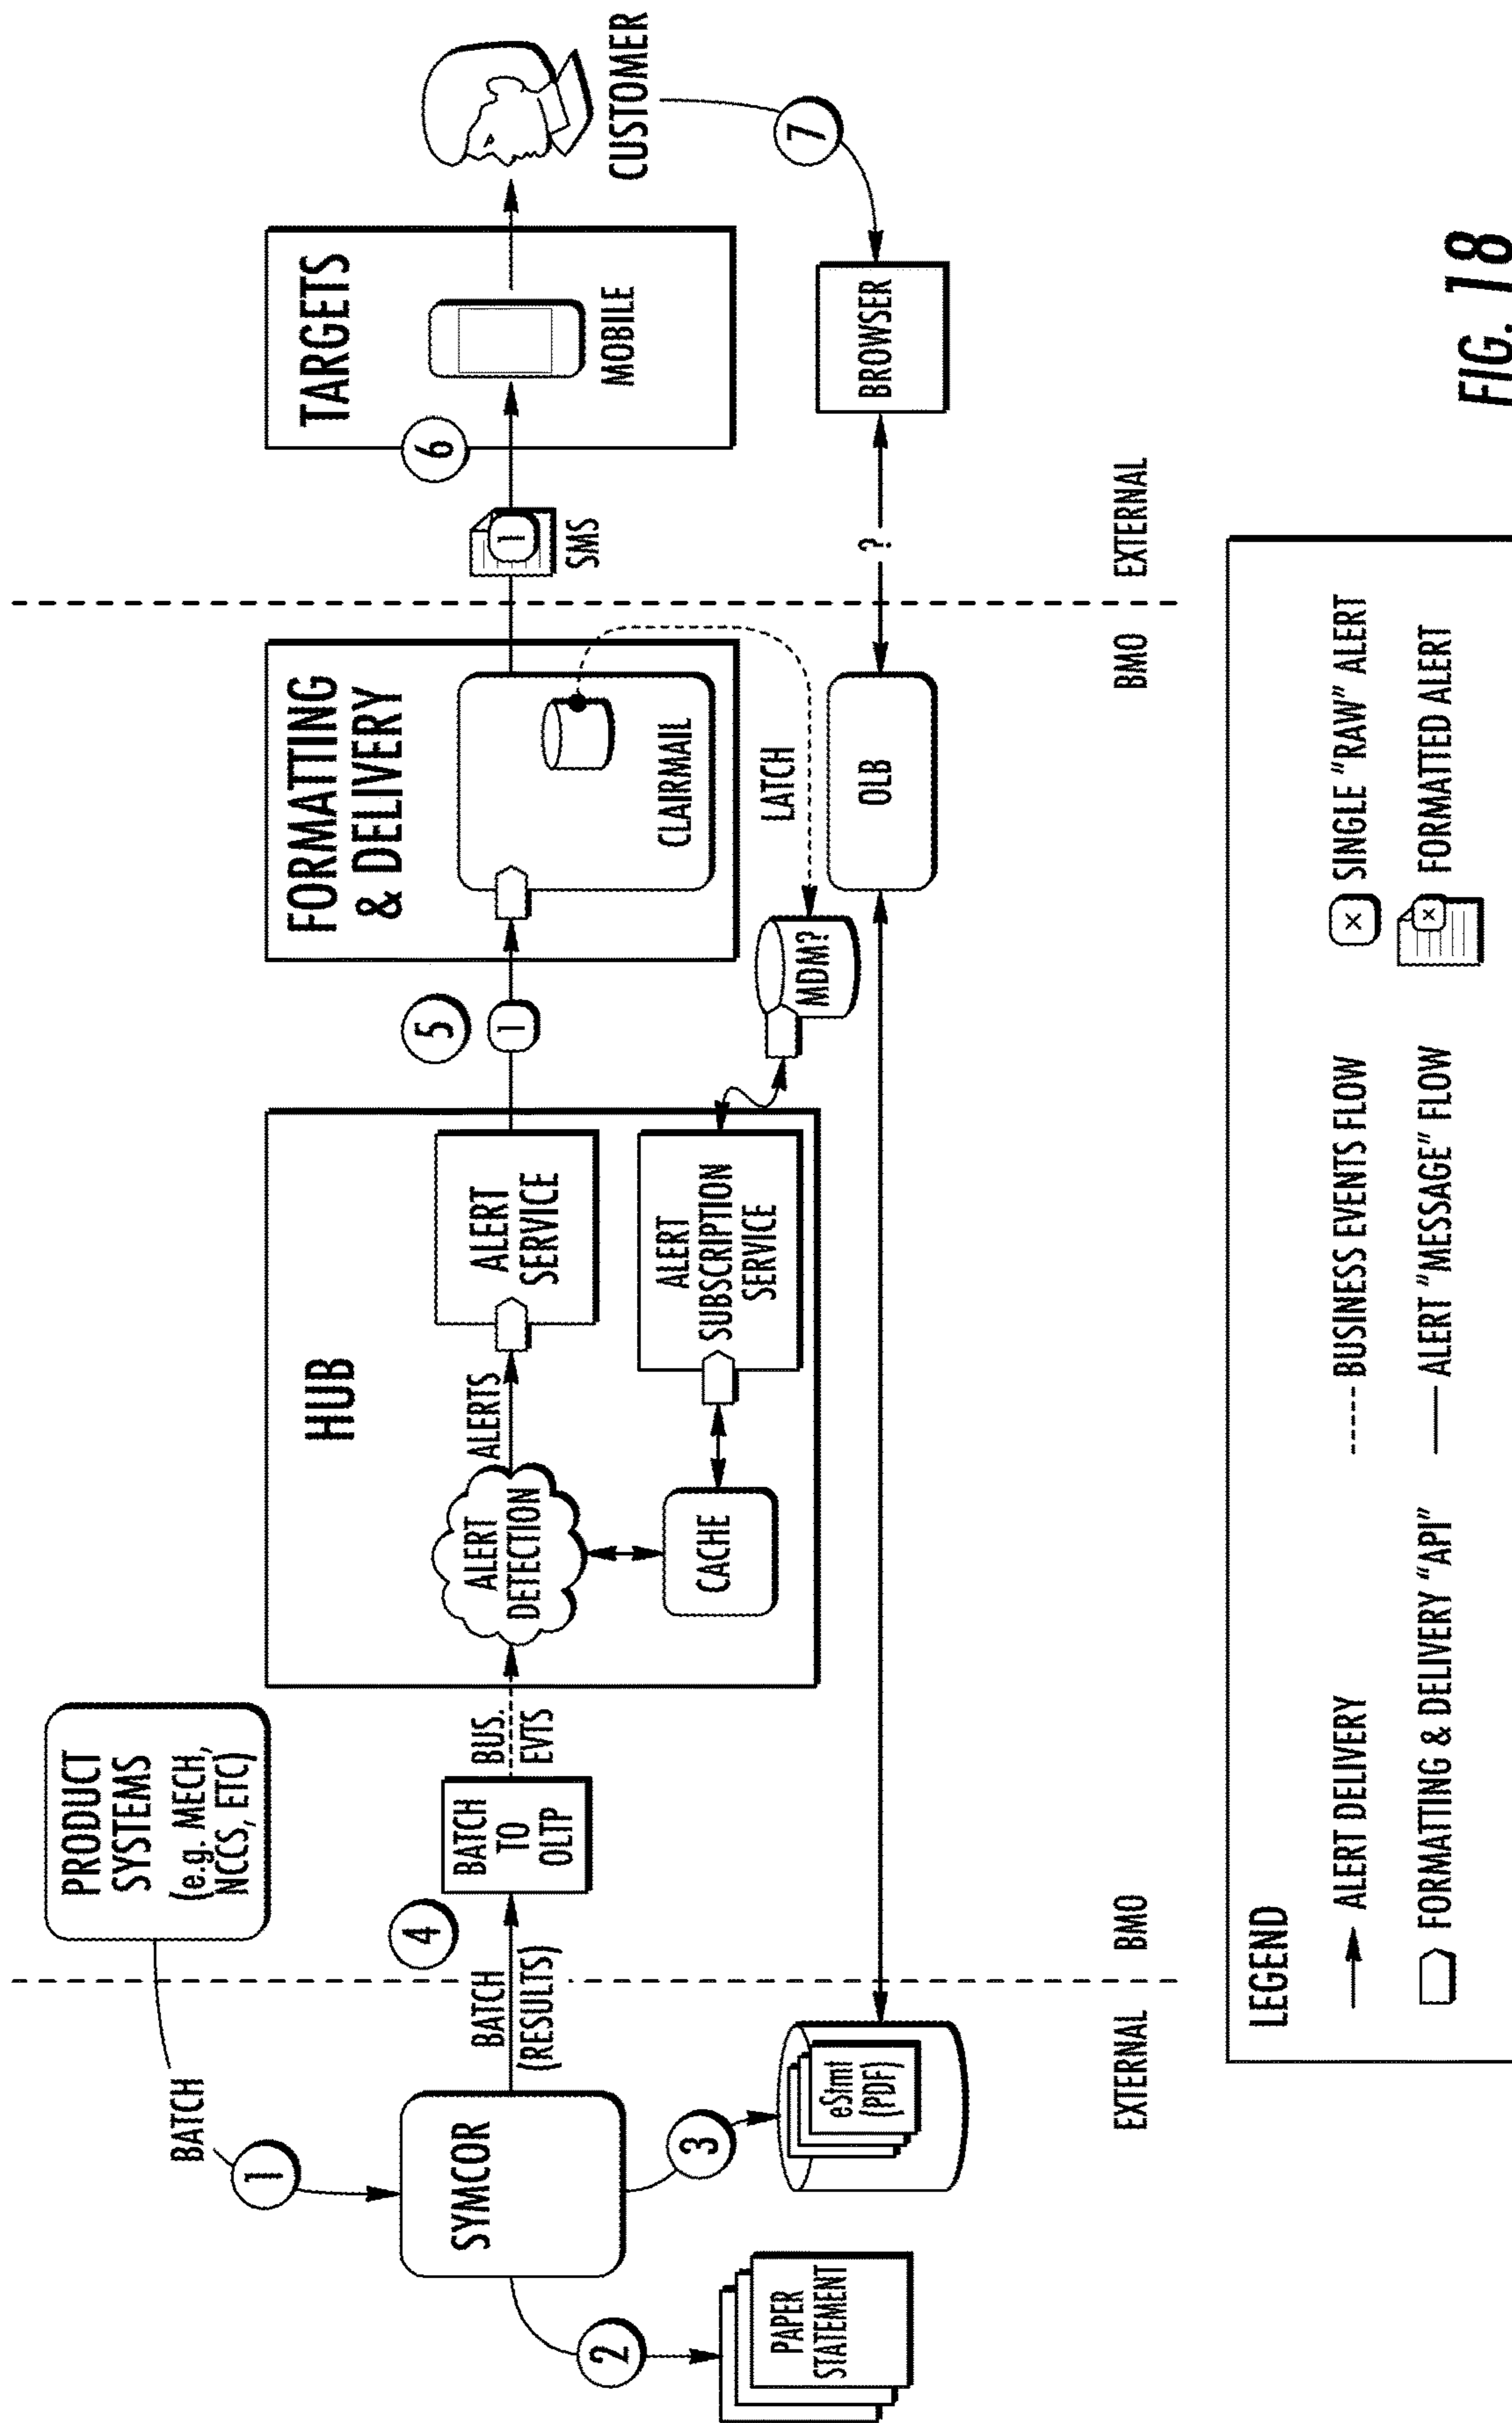 PRODUCT
SYSTEMS
(e.g. MECH,
NCCS, ETC)
BATCH
1
SYMCOR
2
PAPER
STATEMENT
3
eStmt
(PDF)
BATCH
(RESULTS)
4
BATCH
TO
OLTP
BUS.
EVTS
HUB
ALERT
DETECTION
ALERTS
ALERT
SERVICE
CACHE
ALERT
SUBSCRIPTION
SERVICE
5
1
FORMATTING
& DELIVERY
CLAIRMAIL
LATCH
MDM?
OLB
1
SMS
6
TARGETS
MOBILE
CUSTOMER
7
BROWSER
?
EXTERNAL
BMO
BMO
EXTERNAL
LEGEND
ALERT DELIVERY
BUSINESS EVENTS FLOW
x
SINGLE "RAW" ALERT
FORMATTING & DELIVERY "API"
ALERT "MESSAGE" FLOW
x
FORMATTED ALERT
FIG. 18